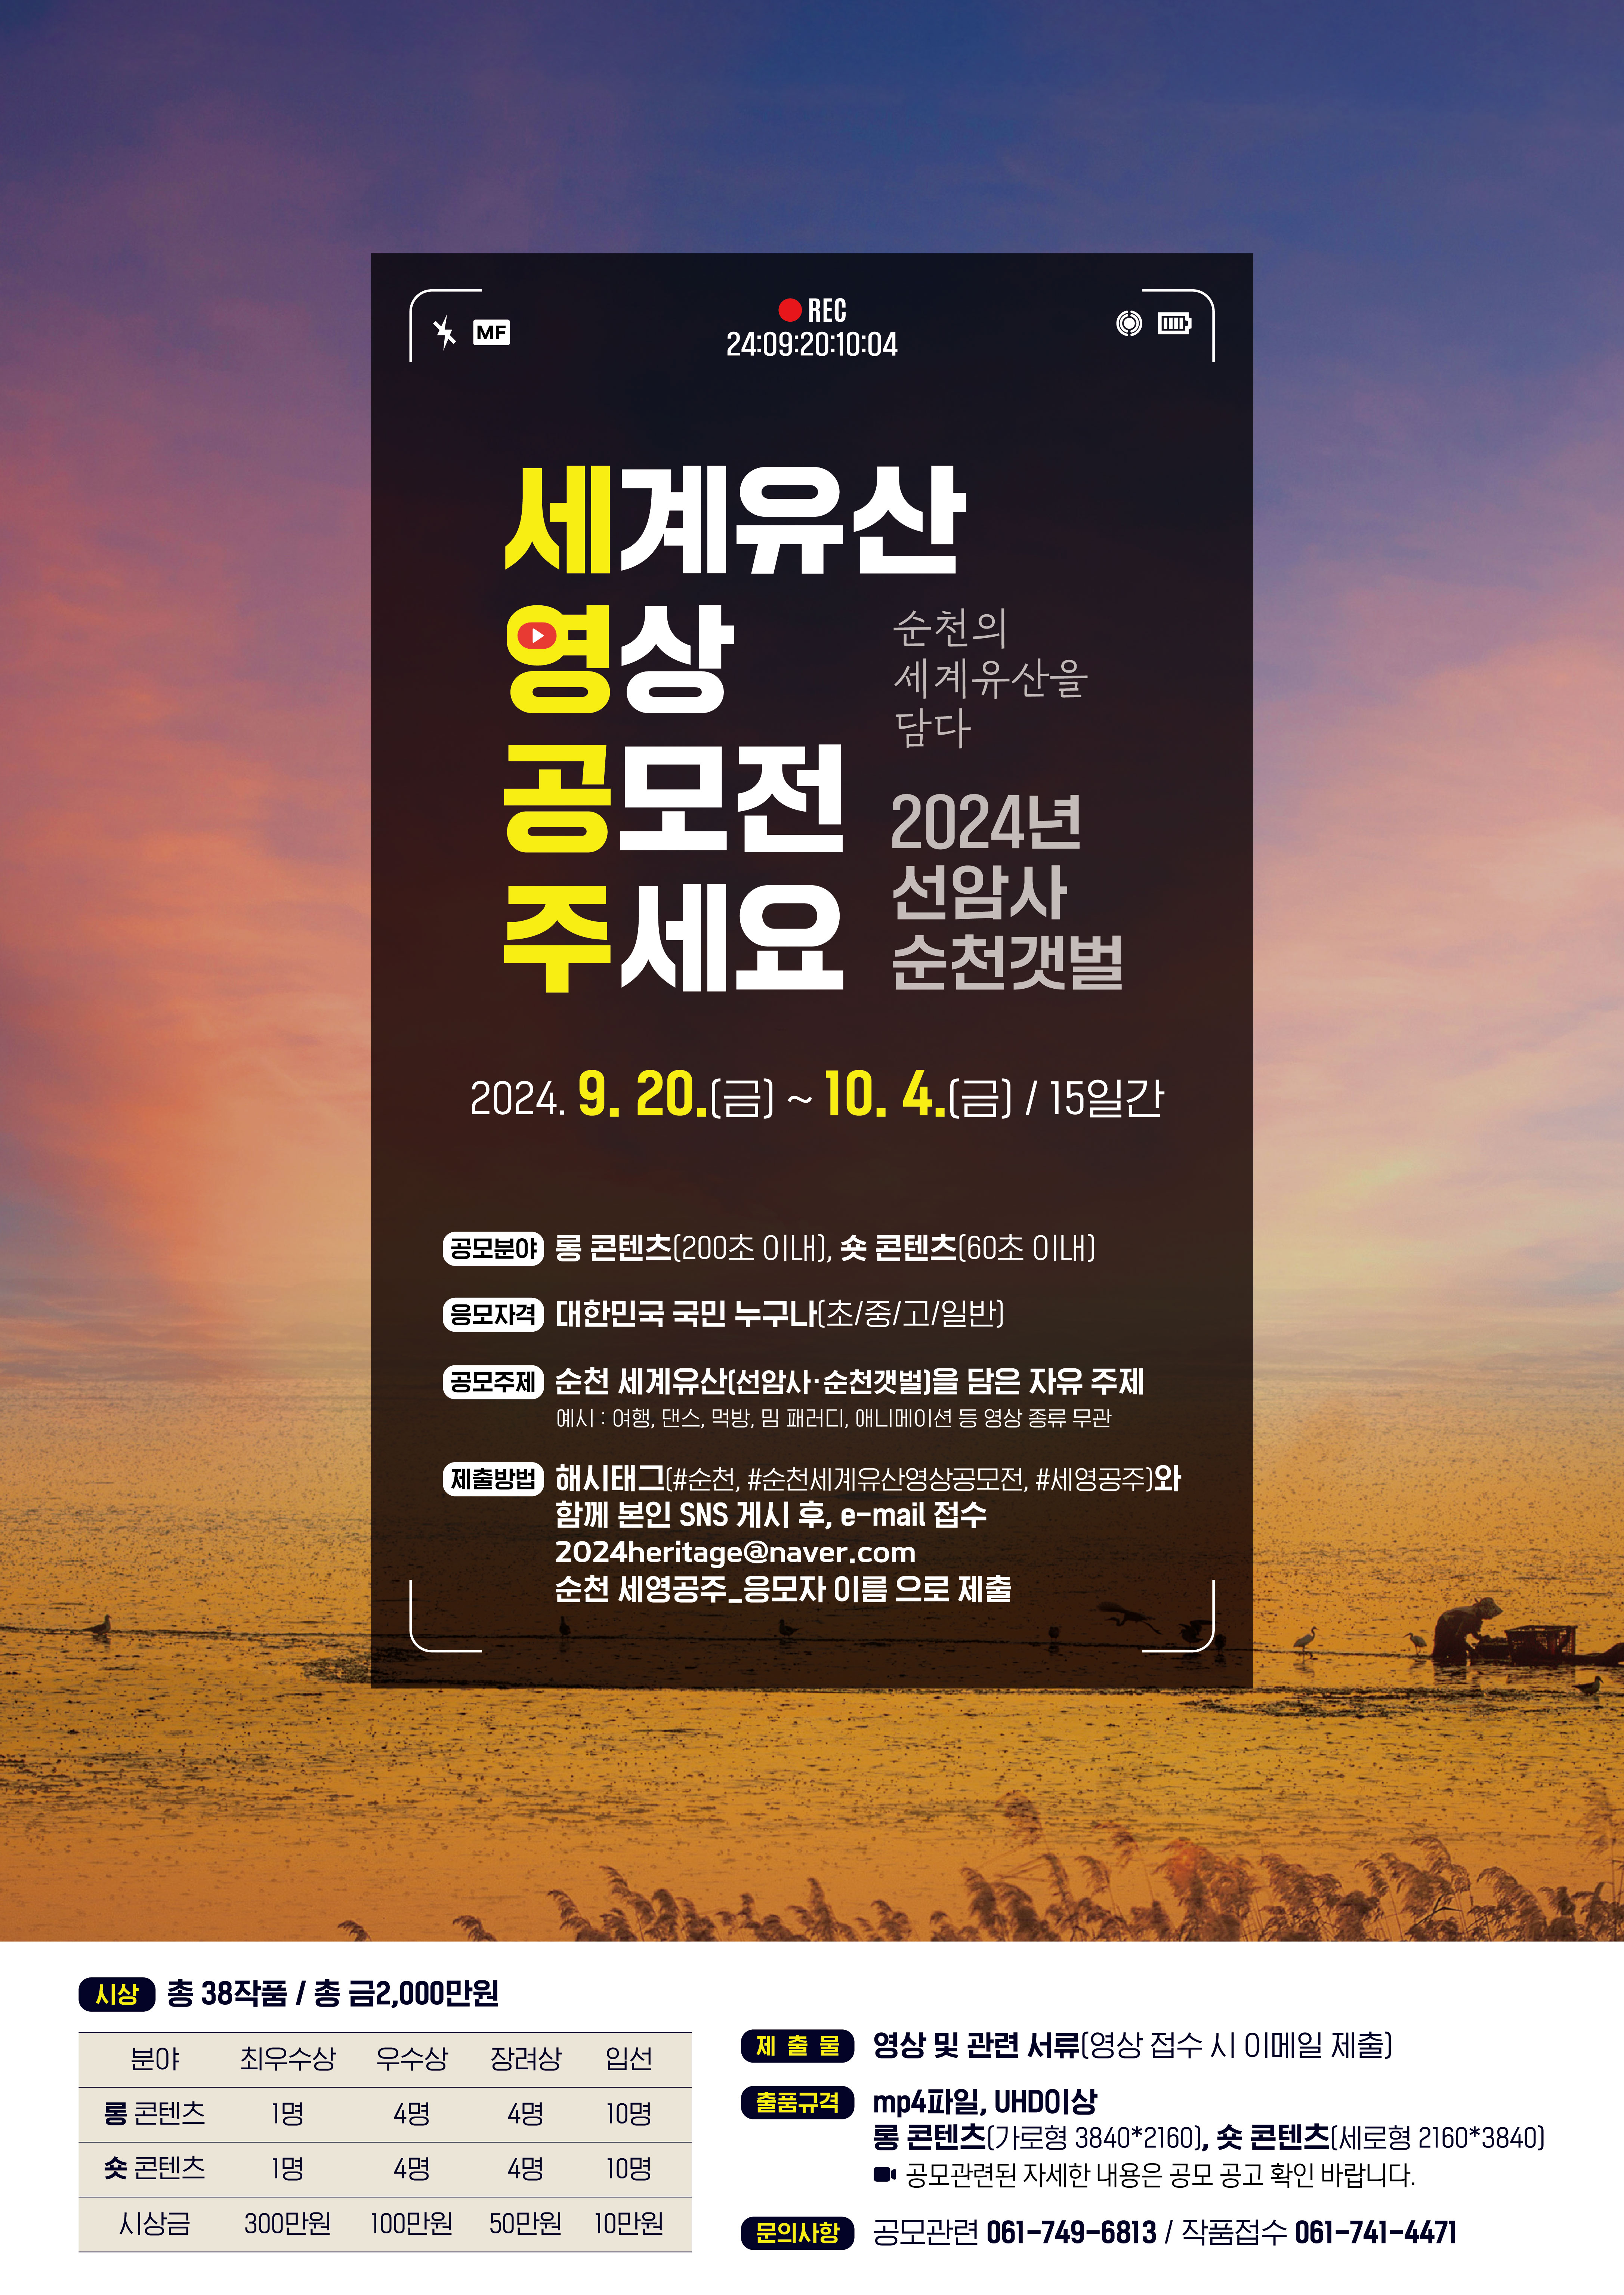 MF
REC
24:09:20:10:04
세계유산
영상
공모전
주세요
순천의
세계유산을
담다
2024년
선암사
순천갯벌
2024. 9. 20.(금) ~ 10. 4.(금) / 15일간
공모분야 롱 콘텐츠(200초 이내), 숏 콘텐츠(60초 이내)
응모자격 대한민국 국민 누구나(초/중/고/일반)
공모주제 순천 세계유산(선암사·순천갯벌)을 담은 자유 주제
예시 : 여행, 댄스, 먹방, 밈 패러디, 애니메이션 등 영상 종류 무관
제출방법 해시태그(#순천, #순천세계유산영상공모전, #세영공주)와
함께 본인 SNS 게시 후, e-mail 접수
2024heritage@naver.com
순천 세영공주_응모자 이름 으로 제출
시상 총 38작품 / 총 금2,000만원
분야 최우수상 우수상 장려상 입선
롱 콘텐츠 1명 4명 4명 10명
숏 콘텐츠 1명 4명 4명 10명
시상금 300만원 100만원 50만원 10만원
제 출 물 영상 및 관련 서류(영상 접수 시 이메일 제출)
출품규격 mp4파일, UHD이상
롱 콘텐츠(가로형 3840*2160), 숏 콘텐츠(세로형 2160*3840)
공모관련된 자세한 내용은 공모 공고 확인 바랍니다.
문의사항 공모관련 061-749-6813 / 작품접수 061-741-4471